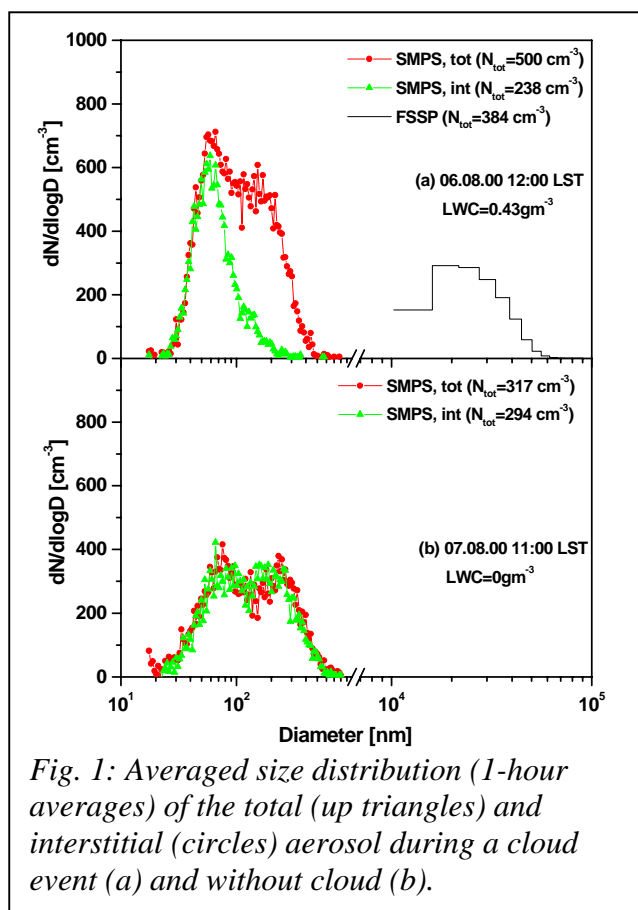 1000
800
600
400
200
0
dN/dlogD [cm-3]
SMPS, tot (Ntot=500 cm-3)
SMPS, int (Ntot=238 cm-3)
FSSP (Ntot=384 cm-3)
(a) 06.08.00 12:00 LST
LWC=0.43gm-3
800
600
400
200
0
dN/dlogD [cm-3]
SMPS, tot (Ntot=317 cm-3)
SMPS, int (Ntot=294 cm-3)
(b) 07.08.00 11:00 LST
LWC=0gm-3
101 102 104 105
Diameter [nm]
Fig. 1: Averaged size distribution (1-hour
averages) of the total (up triangles) and
interstitial (circles) aerosol during a cloud
event (a) and without cloud (b).